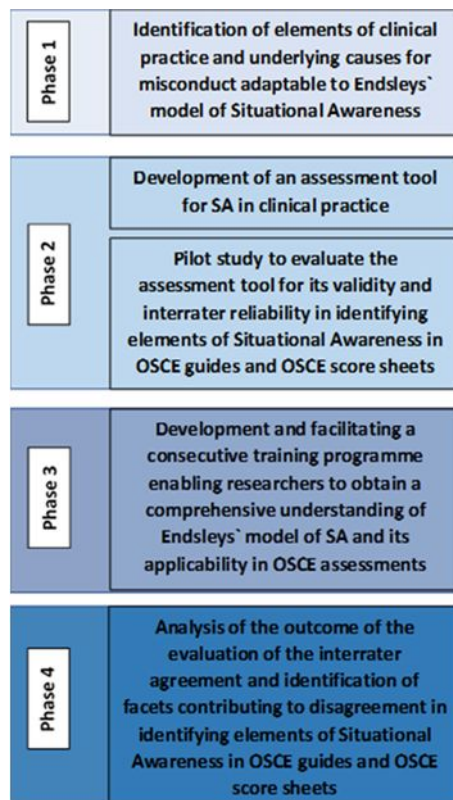 Phase 1
Identification of elements of clinical
practice and underlying causes for
misconduct adaptable to Endsleys`
model of Situational Awareness
Phase 2
Development of an assessment tool
for SA in clinical practice
Pilot study to evaluate the
assessment tool for its validity and
interrater reliability in identifying
elements of Situational Awareness in
OSCE guides and OSCE score sheets
Phase 3
Development and facilitating a
consecutive training programme
enabling researchers to obtain a
comprehensive understanding of
Endsleys` model of SA and its
applicability in OSCE assessments
Phase 4
Analysis of the outcome of the
evaluation of the interrater
agreement and identification of
facets contributing to disagreement in
identifying elements of Situational
Awareness in OSCE guides and OSCE
score sheets